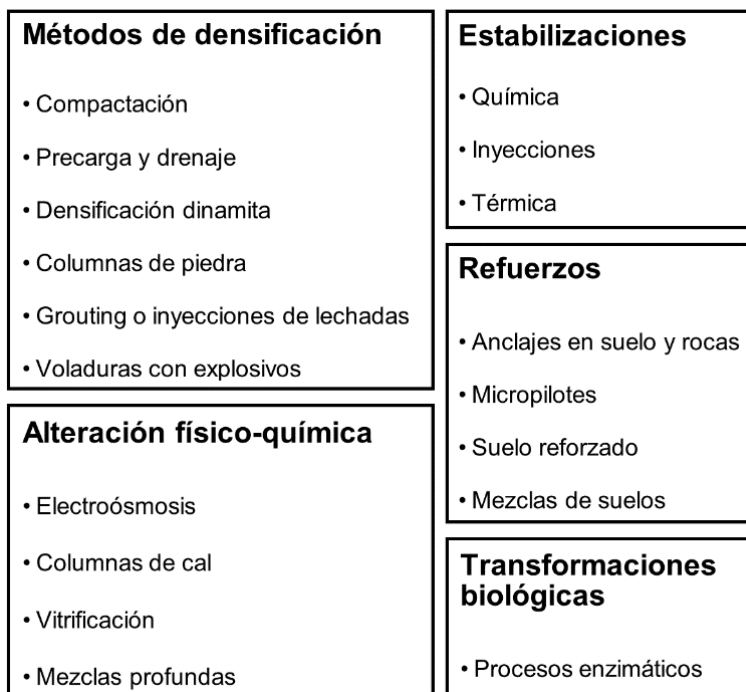 Métodos de densificación
• Compactación
• Precarga y drenaje
• Densificación dinamita
• Columnas de piedra
• Grouting o inyecciones de lechadas
• Voladuras con explosivos
Alteración físico-química
• Electroósmosis
• Columnas de cal
• Vitrificación
• Mezclas profundas
Estabilizaciones
• Química
• Inyecciones
• Térmica
Refuerzos
• Anclajes en suelo y rocas
• Micropilotes
• Suelo reforzado
• Mezclas de suelos
Transformaciones
biológicas
• Procesos enzimáticos